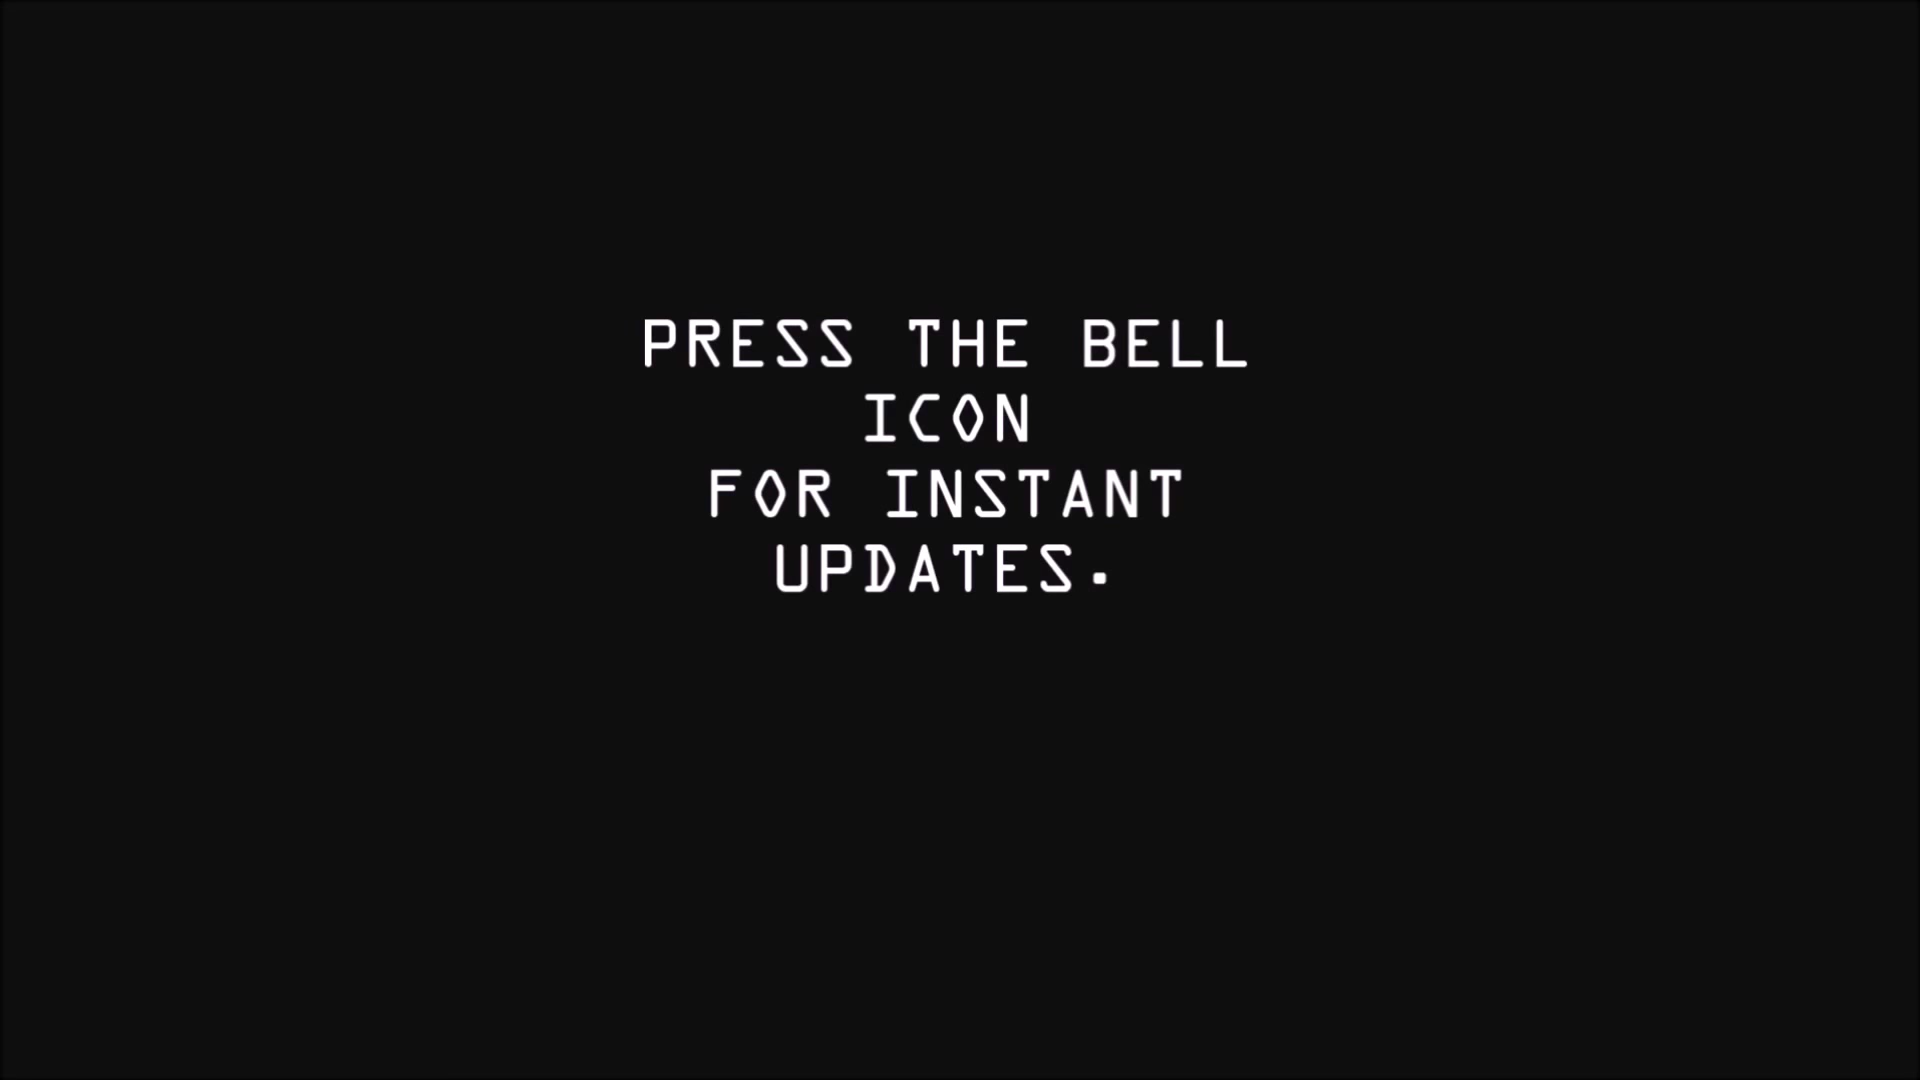 PRESS THE BELL
ICON
FOR INSTANT
UPDATES.